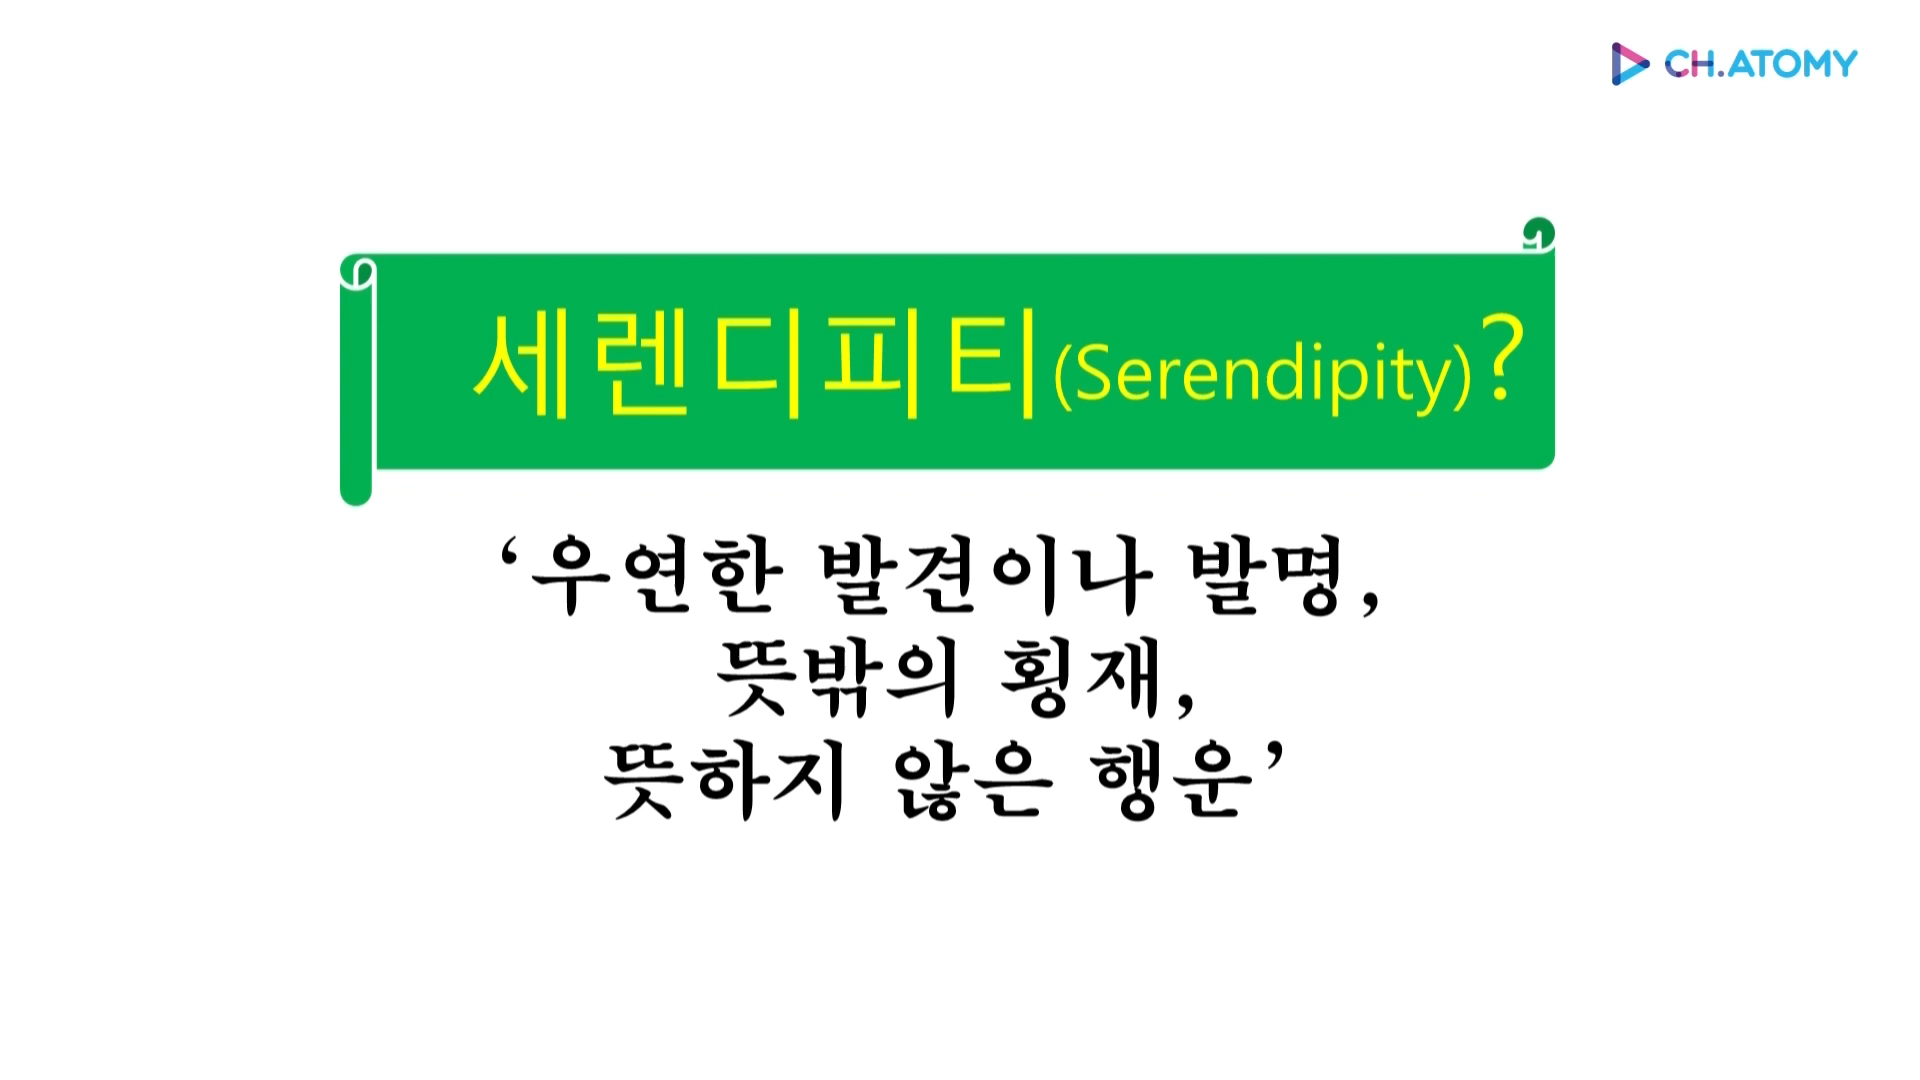 CH.ATOMY
세렌디피티(Serendipity)?
‘우연한 발견이나 발명,
뜻밖의 횡재,
뜻하지 않은 행운’